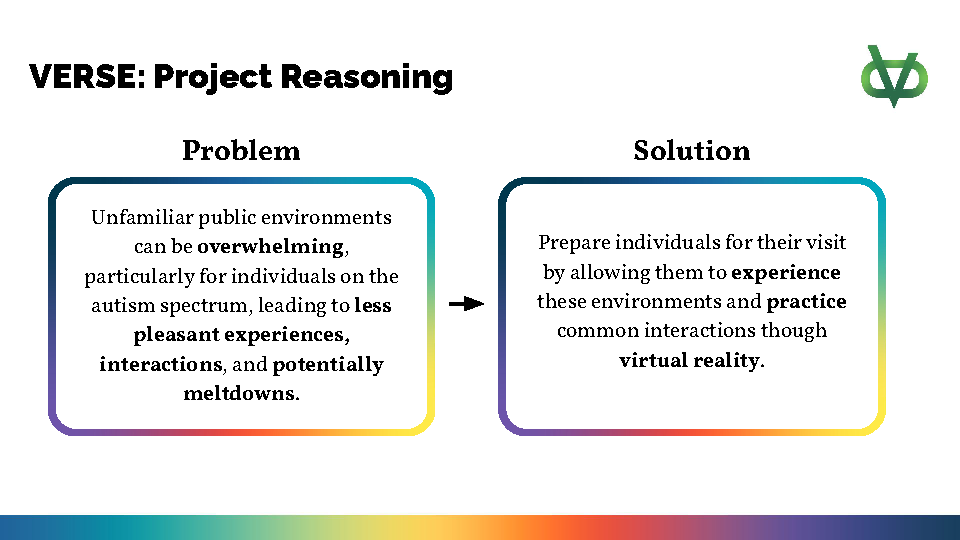 VERSE: Project Reasoning
Problem
Unfamiliar public environments
can be overwhelming,
particularly for individuals on the
autism spectrum, leading to less
pleasant experiences,
interactions, and potentially
meltdowns.
Solution
Prepare individuals for their visit
by allowing them to experience
these environments and practice
common interactions though
virtual reality.